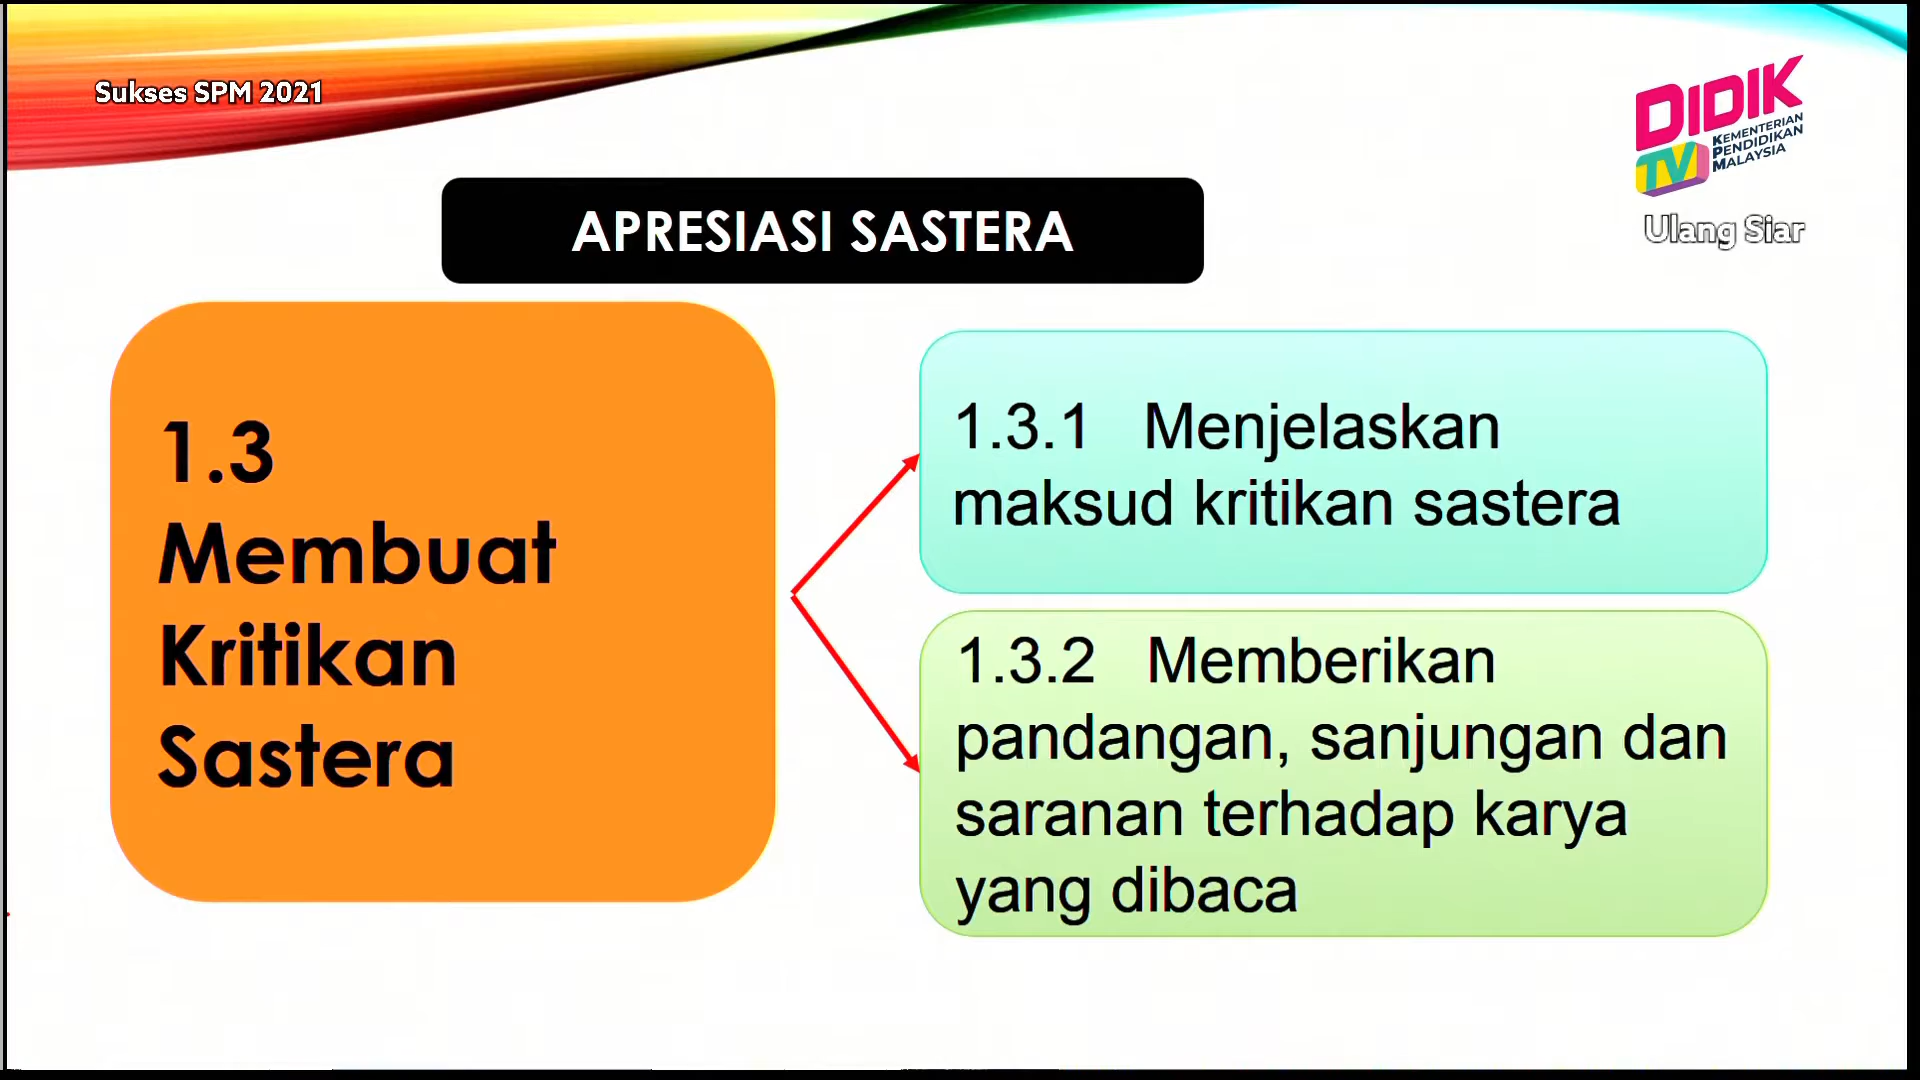 Sukses SPM 2021
DIDIK
TV
KEMENTERIAN
PENDIDIKAN
MALAYSIA
Ulang Siar
APRESIASI SASTERA
1.3
Membuat
Kritikan
Sastera
1.3.1 Menjelaskan
maksud kritikan sastera
1.3.2 Memberikan
pandangan, sanjungan dan
saranan terhadap karya
yang dibaca